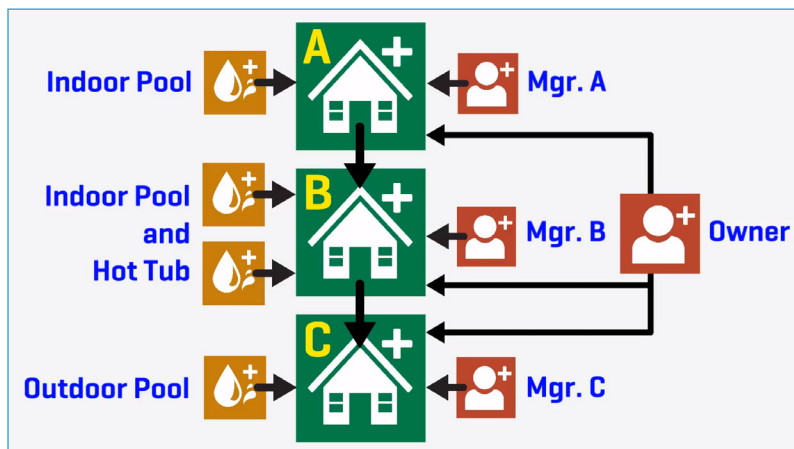 A
Indoor Pool
Mgr. A
B
Indoor Pool
and
Hot Tub
Mgr. B
Owner
C
Outdoor Pool
Mgr. C